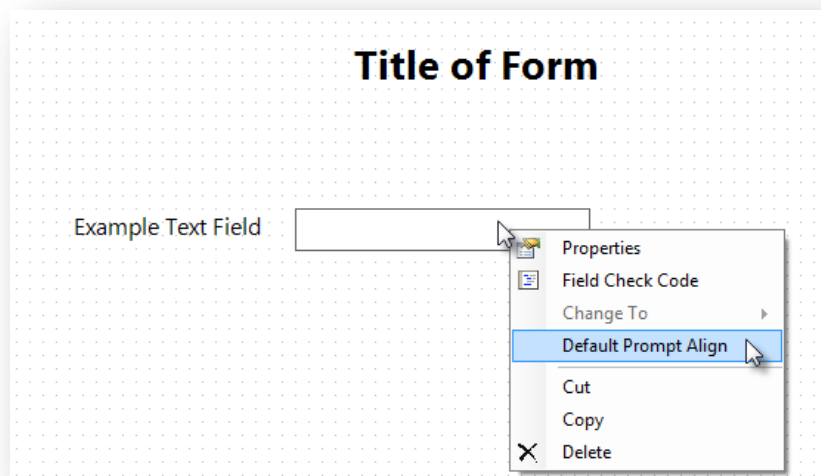 Title of Form
Example Text Field
Properties
Field Check Code
Change To
Default Prompt Align
Cut
Copy
Delete